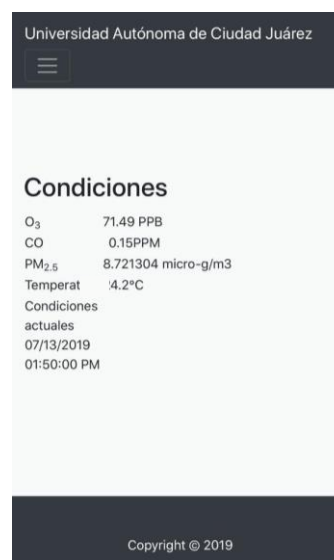 Universidad Autónoma de Ciudad Juárez
Condiciones
O₃ 71.49 PPB
CO 0.15PPM
PM₂.₅ 8.721304 micro-g/m3
Temperat 4.2°C
Condiciones
actuales
07/13/2019
01:50:00 PM
Copyright © 2019